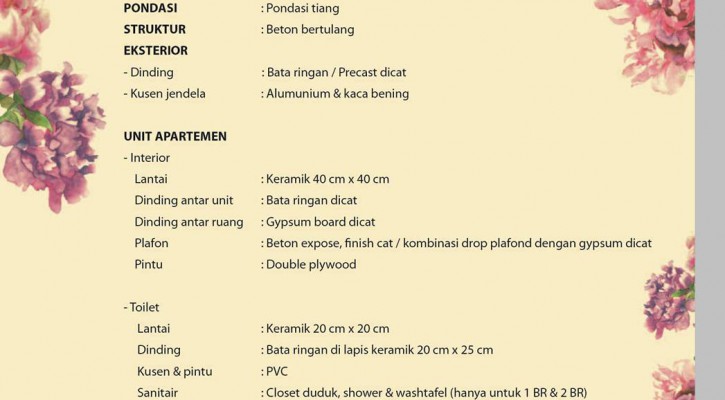 PONDASI : Pondasi tiang
STRUKTUR : Beton bertulang
EKSTERIOR
- Dinding : Bata ringan / Precast dicat
- Kusen jendela : Alumunium & kaca bening
UNIT APARTEMEN
- Interior
Lantai : Keramik 40 cm x 40 cm
Dinding antar unit : Bata ringan dicat
Dinding antar ruang : Gypsum board dicat
Plafon : Beton expose, finish cat / kombinasi drop plafond dengan gypsum dicat
Pintu : Double plywood
- Toilet
Lantai : Keramik 20 cm x 20 cm
Dinding : Bata ringan di lapis keramik 20 cm x 25 cm
Kusen & pintu : PVC
Sanitair : Closet duduk, shower & washtafel (hanya untuk 1 BR & 2 BR)